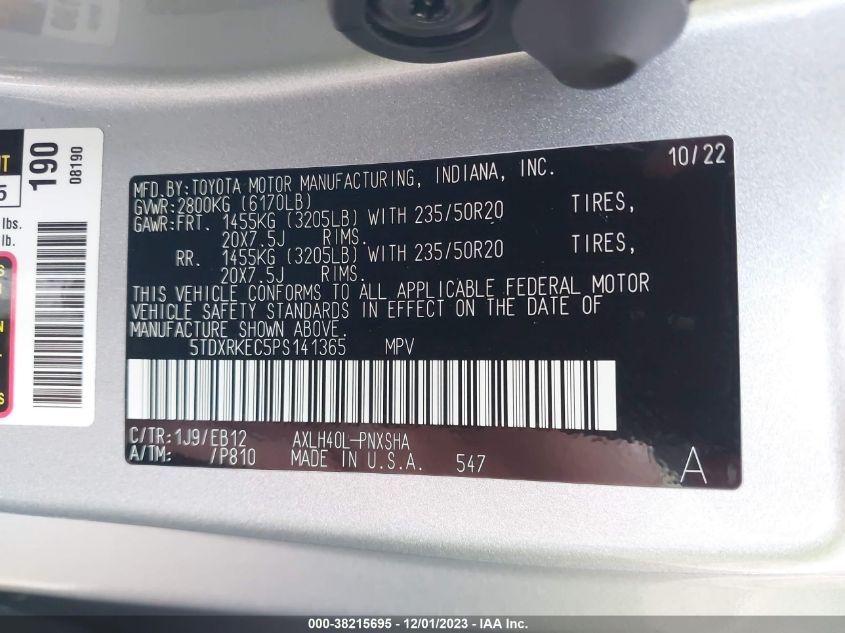 190
08190
5
lbs.
lb.
10/22
MFD.BY:TOYOTA MOTOR MANUFACTURING, INDIANA, INC.
GVWR:2800KG (6170LB)
GAWR:FRT. 1455KG (3205LB) WITH 235/50R20 TIRES,
20X7.5J RIMS.
RR. 1455KG (3205LB) WITH 235/50R20 TIRES,
20X7.5J RIMS.
THIS VEHICLE CONFORMS TO ALL APPLICABLE FEDERAL MOTOR
VEHICLE SAFETY STANDARDS IN EFFECT ON THE DATE OF
MANUFACTURE SHOWN ABOVE.
5TDXRKEC5PS141365 MPV
C/TR:1J9/EB12 AXLH40L-PNXSHA
A/TM: /P810 MADE IN U.S.A. 547
A
000-38215695 - 12/01/2023 - IAA Inc.